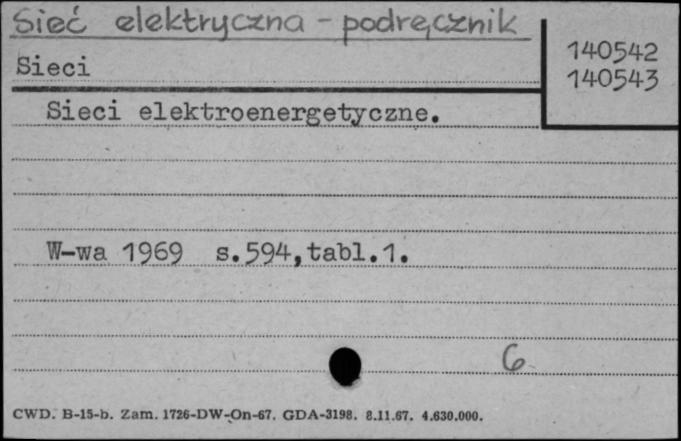 Sieć elektryczna - podręcznik
140542
Sieci
140543
Sieci elektroenergetyczne.
W-wa 1969 s.594,tabl.1.
6
CWD. B-15-b. Zam. 1726-DW-On-67. GDA-3198. 8.11.67. 4.630.000.